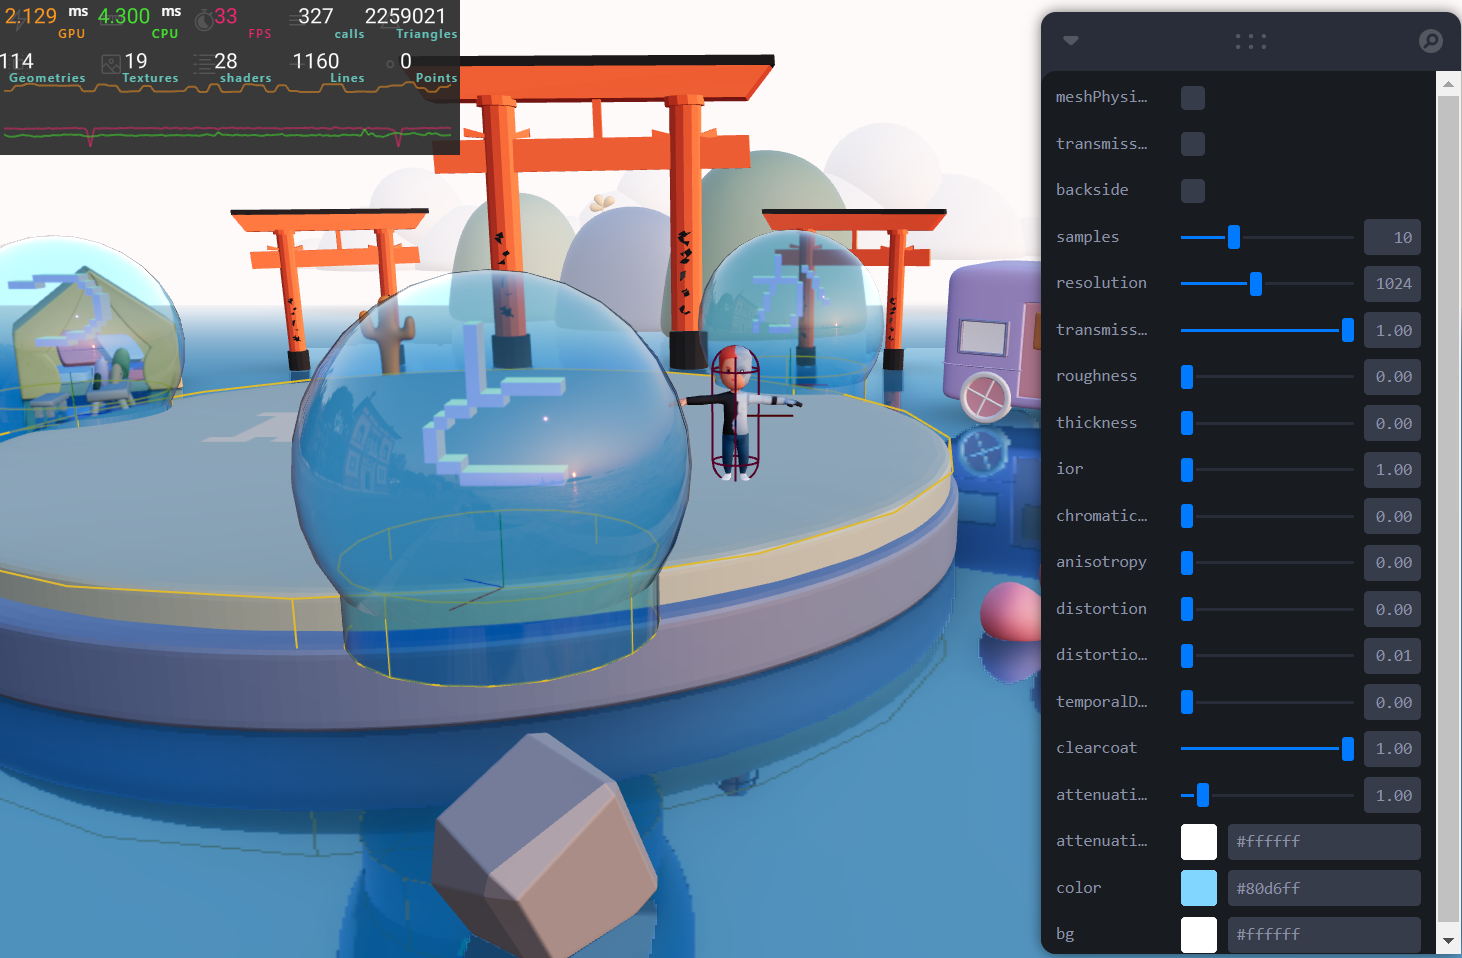 2.129 ms GPU
4.300 ms CPU
33 FPS
327 calls
2259021 Triangles
114 Geometries
19 Textures
28 shaders
1160 Lines
0 Points
る
と
meshPhysi…
transmiss…
backside
samples 10
resolution 1024
transmiss… 1.00
roughness 0.00
thickness 0.00
ior 1.00
chromatic… 0.00
anisotropy 0.00
distortion 0.00
distortio… 0.01
temporalD… 0.00
clearcoat 1.00
attenuati… 1.00
attenuati… #ffffff
color #80d6ff
bg #ffffff